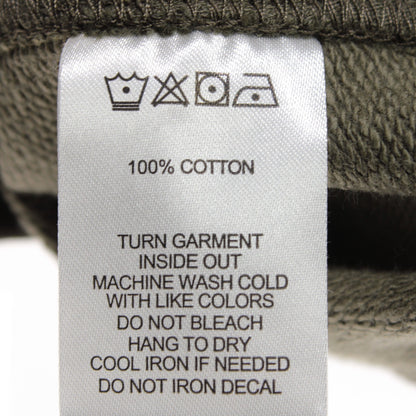 100% COTTON
TURN GARMENT
INSIDE OUT
MACHINE WASH COLD
WITH LIKE COLORS
DO NOT BLEACH
HANG TO DRY
COOL IRON IF NEEDED
DO NOT IRON DECAL